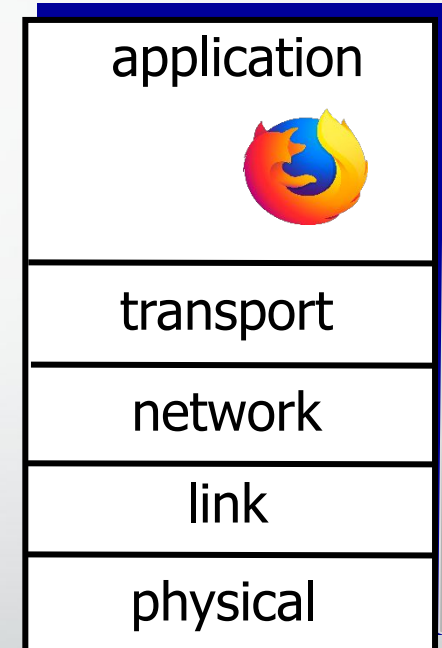 application
transport
network
link
physical